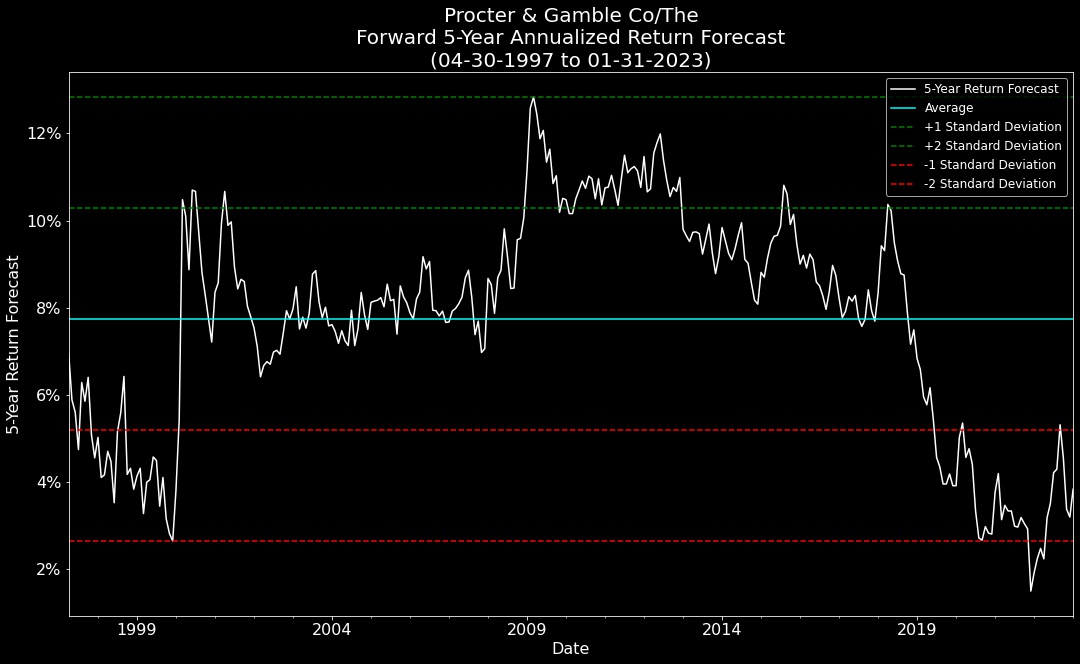 Procter & Gamble Co/The
Forward 5-Year Annualized Return Forecast
(04-30-1997 to 01-31-2023)
5-Year Return Forecast
Average
+1 Standard Deviation
+2 Standard Deviation
-1 Standard Deviation
-2 Standard Deviation
12%
10%
8%
6%
4%
2%
5-Year Return Forecast
1999
2004
2009
2014
2019
Date